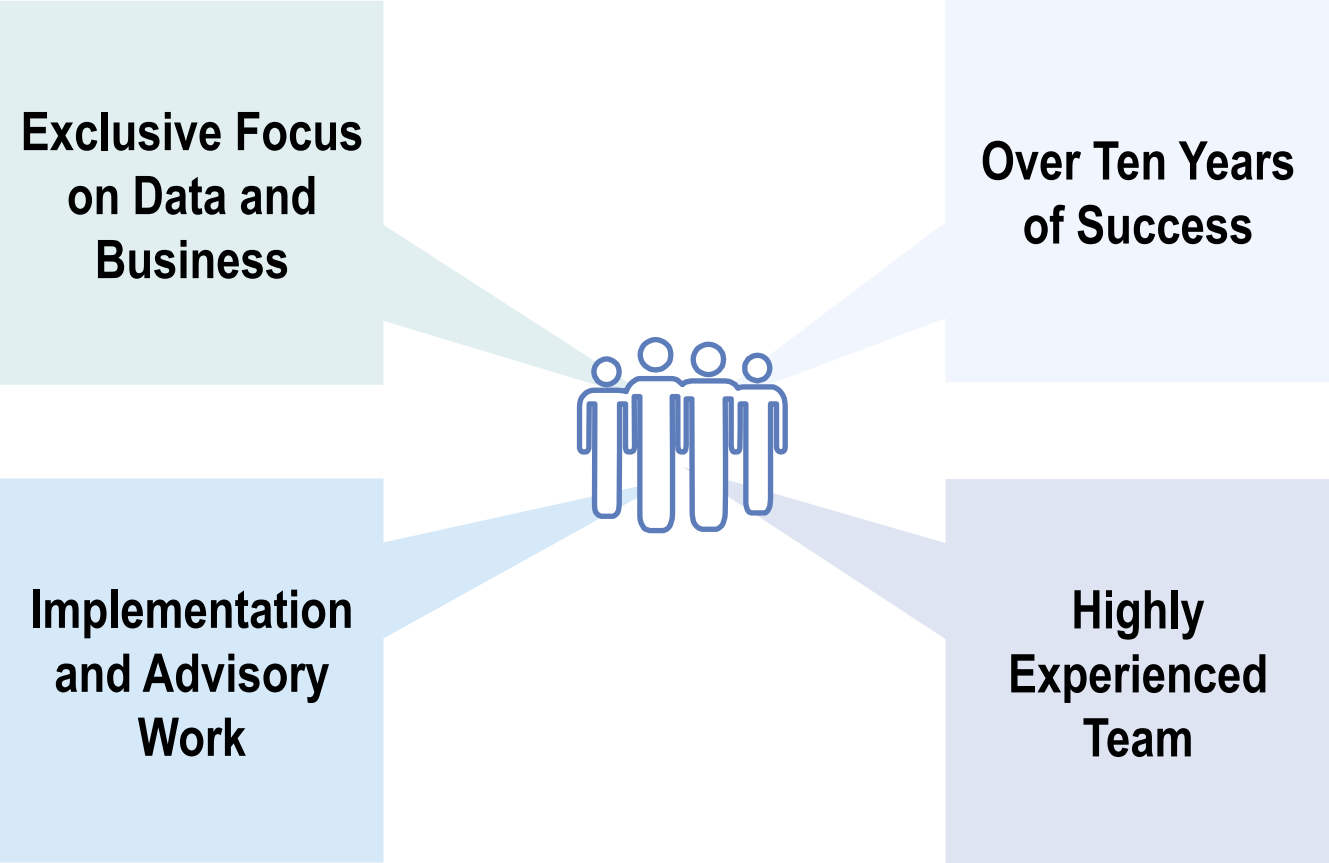 Exclusive Focus
on Data and
Business
Over Ten Years
of Success
Implementation
and Advisory
Work
Highly
Experienced
Team